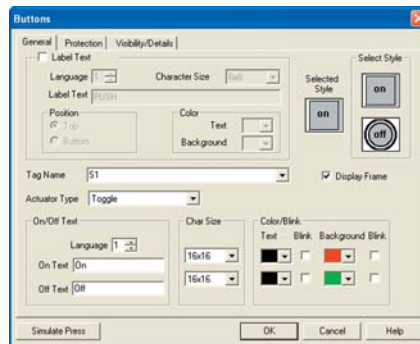 Buttons
General Protection Visibility/Details
Label Text
Language 1 Character Size 6x8
Label Text PUSH
Position
Top
Bottom
Color
Text
Background
Selected Style
on
Select Style
on
off
Tag Name S1
Display Frame
Actuator Type Toggle
On/Off Text
Language 1
On Text On
Off Text Off
Char Size
16x16
16x16
Color/Blink
Text Blink Background Blink
Simulate Press OK Cancel Help